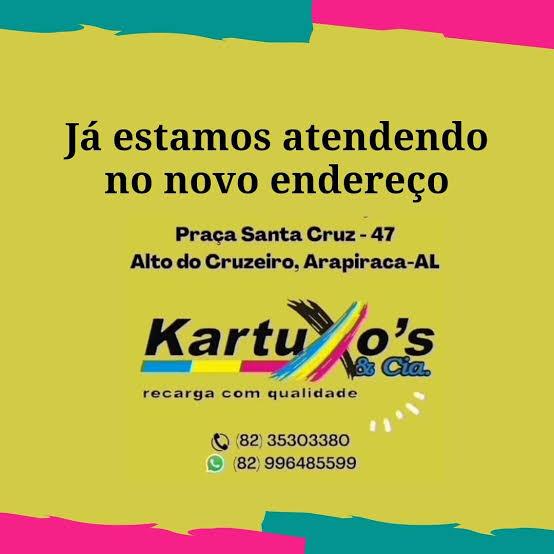 Já estamos atendendo
no novo endereço
Praça Santa Cruz - 47
Alto do Cruzeiro, Arapiraca-AL
KartuXo's
& Cia.
recarga com qualidade
(82) 35303380
(82) 996485599